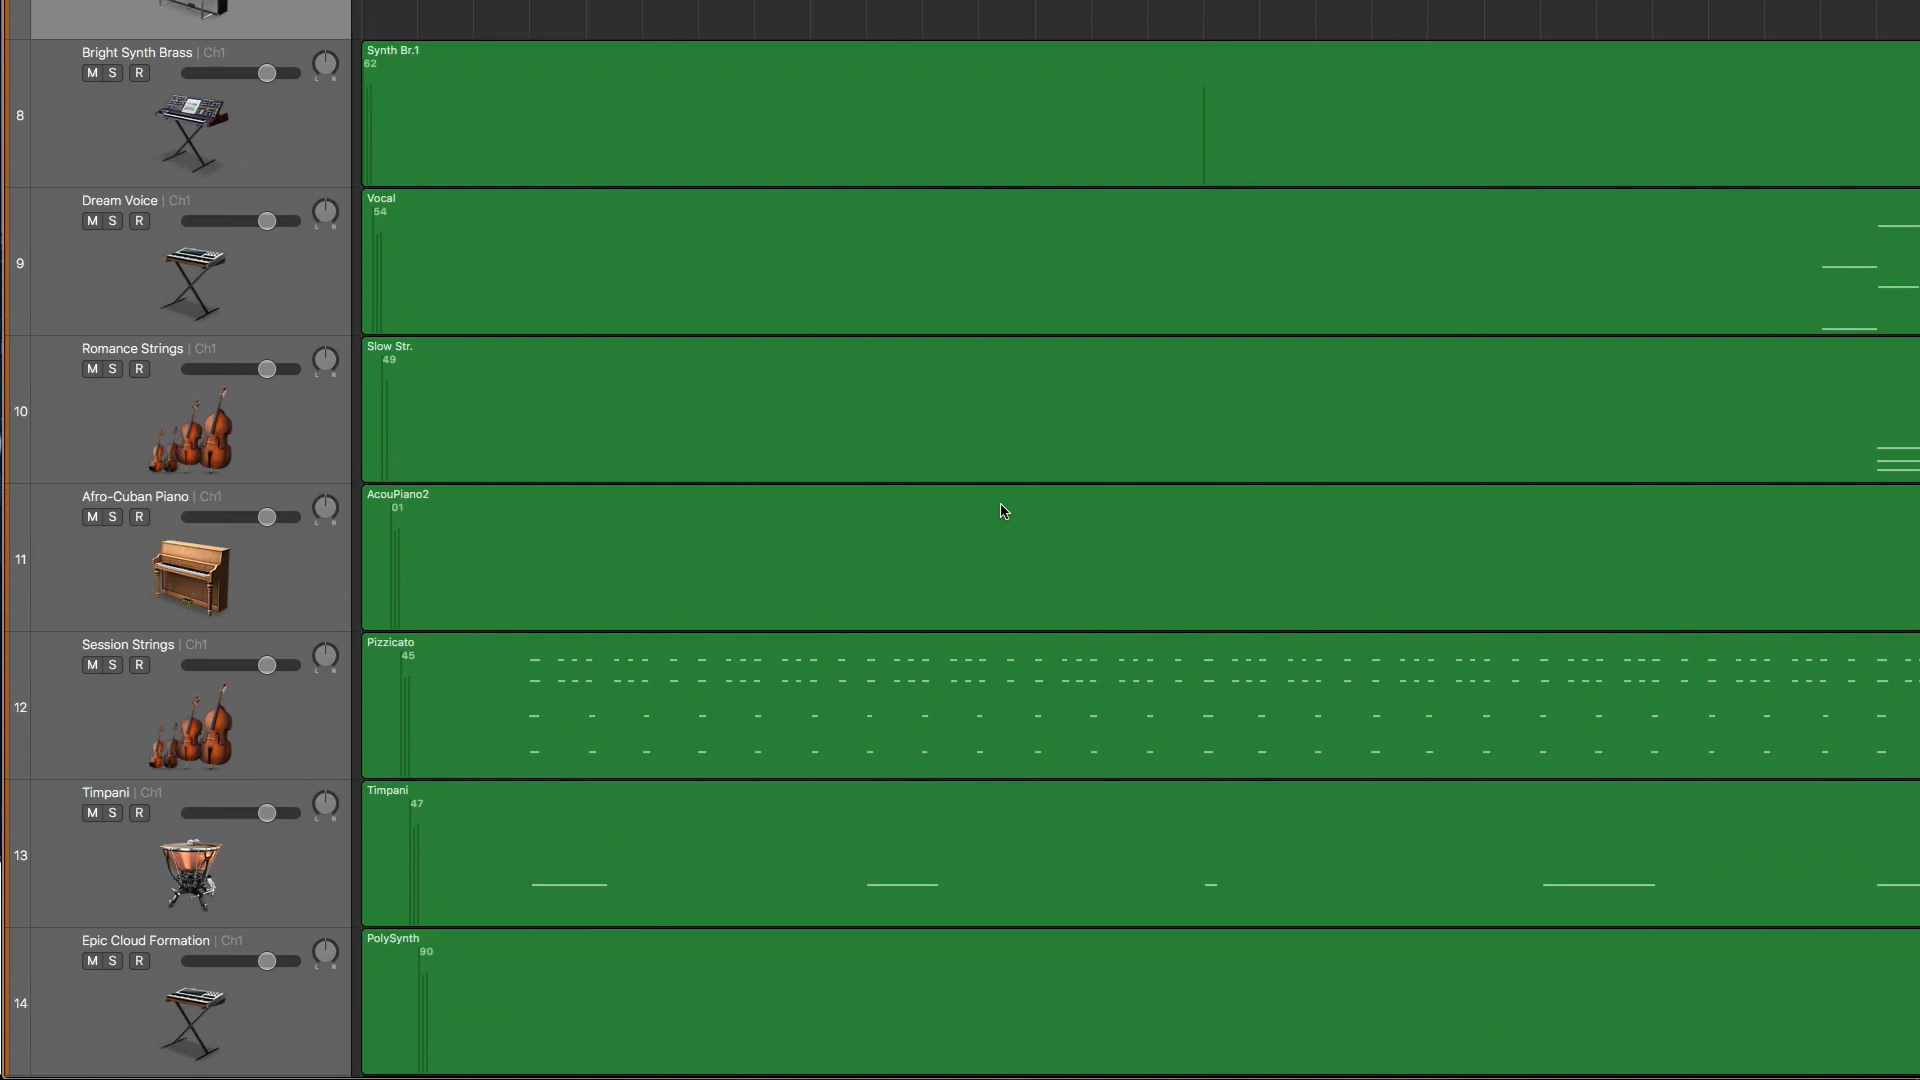 Bright Synth Brass | Ch1
M S R
L R
8
Synth Br.1
62
Dream Voice | Ch1
M S R
L R
9
Vocal
54
Romance Strings | Ch1
M S R
L R
10
Slow Str.
49
Afro-Cuban Piano | Ch1
M S R
L R
11
AcouPiano2
01
Session Strings | Ch1
M S R
L R
12
Pizzicato
45
Timpani | Ch1
M S R
L R
13
Timpani
47
Epic Cloud Formation | Ch1
M S R
L R
14
PolySynth
90